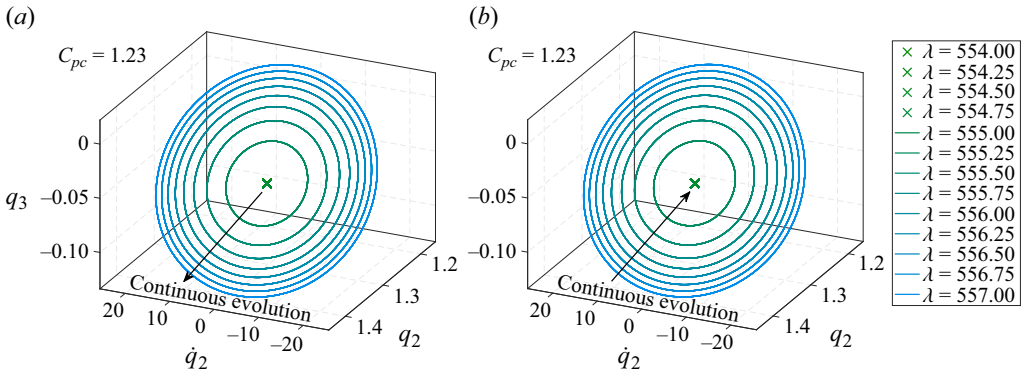 (a)
C_pc = 1.23
0
–0.05
–0.10
q_3
Continuous evolution
20
10
0
–10
–20
q̇_2
1.2
1.3
1.4
q_2
(b)
C_pc = 1.23
0
–0.05
–0.10
Continuous evolution
20
10
0
–10
–20
q̇_2
1.2
1.3
1.4
q_2
λ = 554.00
λ = 554.25
λ = 554.50
λ = 554.75
λ = 555.00
λ = 555.25
λ = 555.50
λ = 555.75
λ = 556.00
λ = 556.25
λ = 556.50
λ = 556.75
λ = 557.00